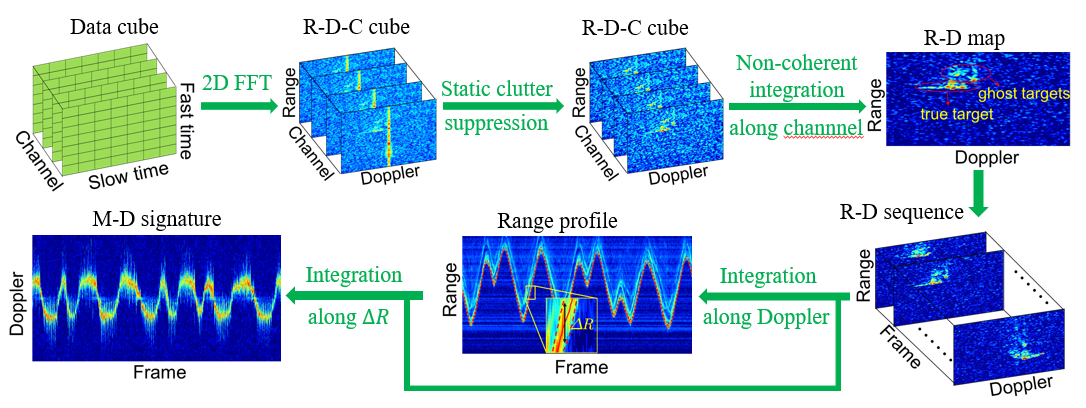 Data cube
Fast time
Channel
Slow time
2D FFT
R-D-C cube
Range
Channel
Doppler
Static clutter
suppression
R-D-C cube
Range
Channel
Doppler
Non-coherent
integration
along channnel
R-D map
Range
ghost targets
true target
Doppler
R-D sequence
Range
Frame
Doppler
Integration
along Doppler
Range profile
Range
ΔR
Frame
Integration
along ΔR
M-D signature
Doppler
Frame